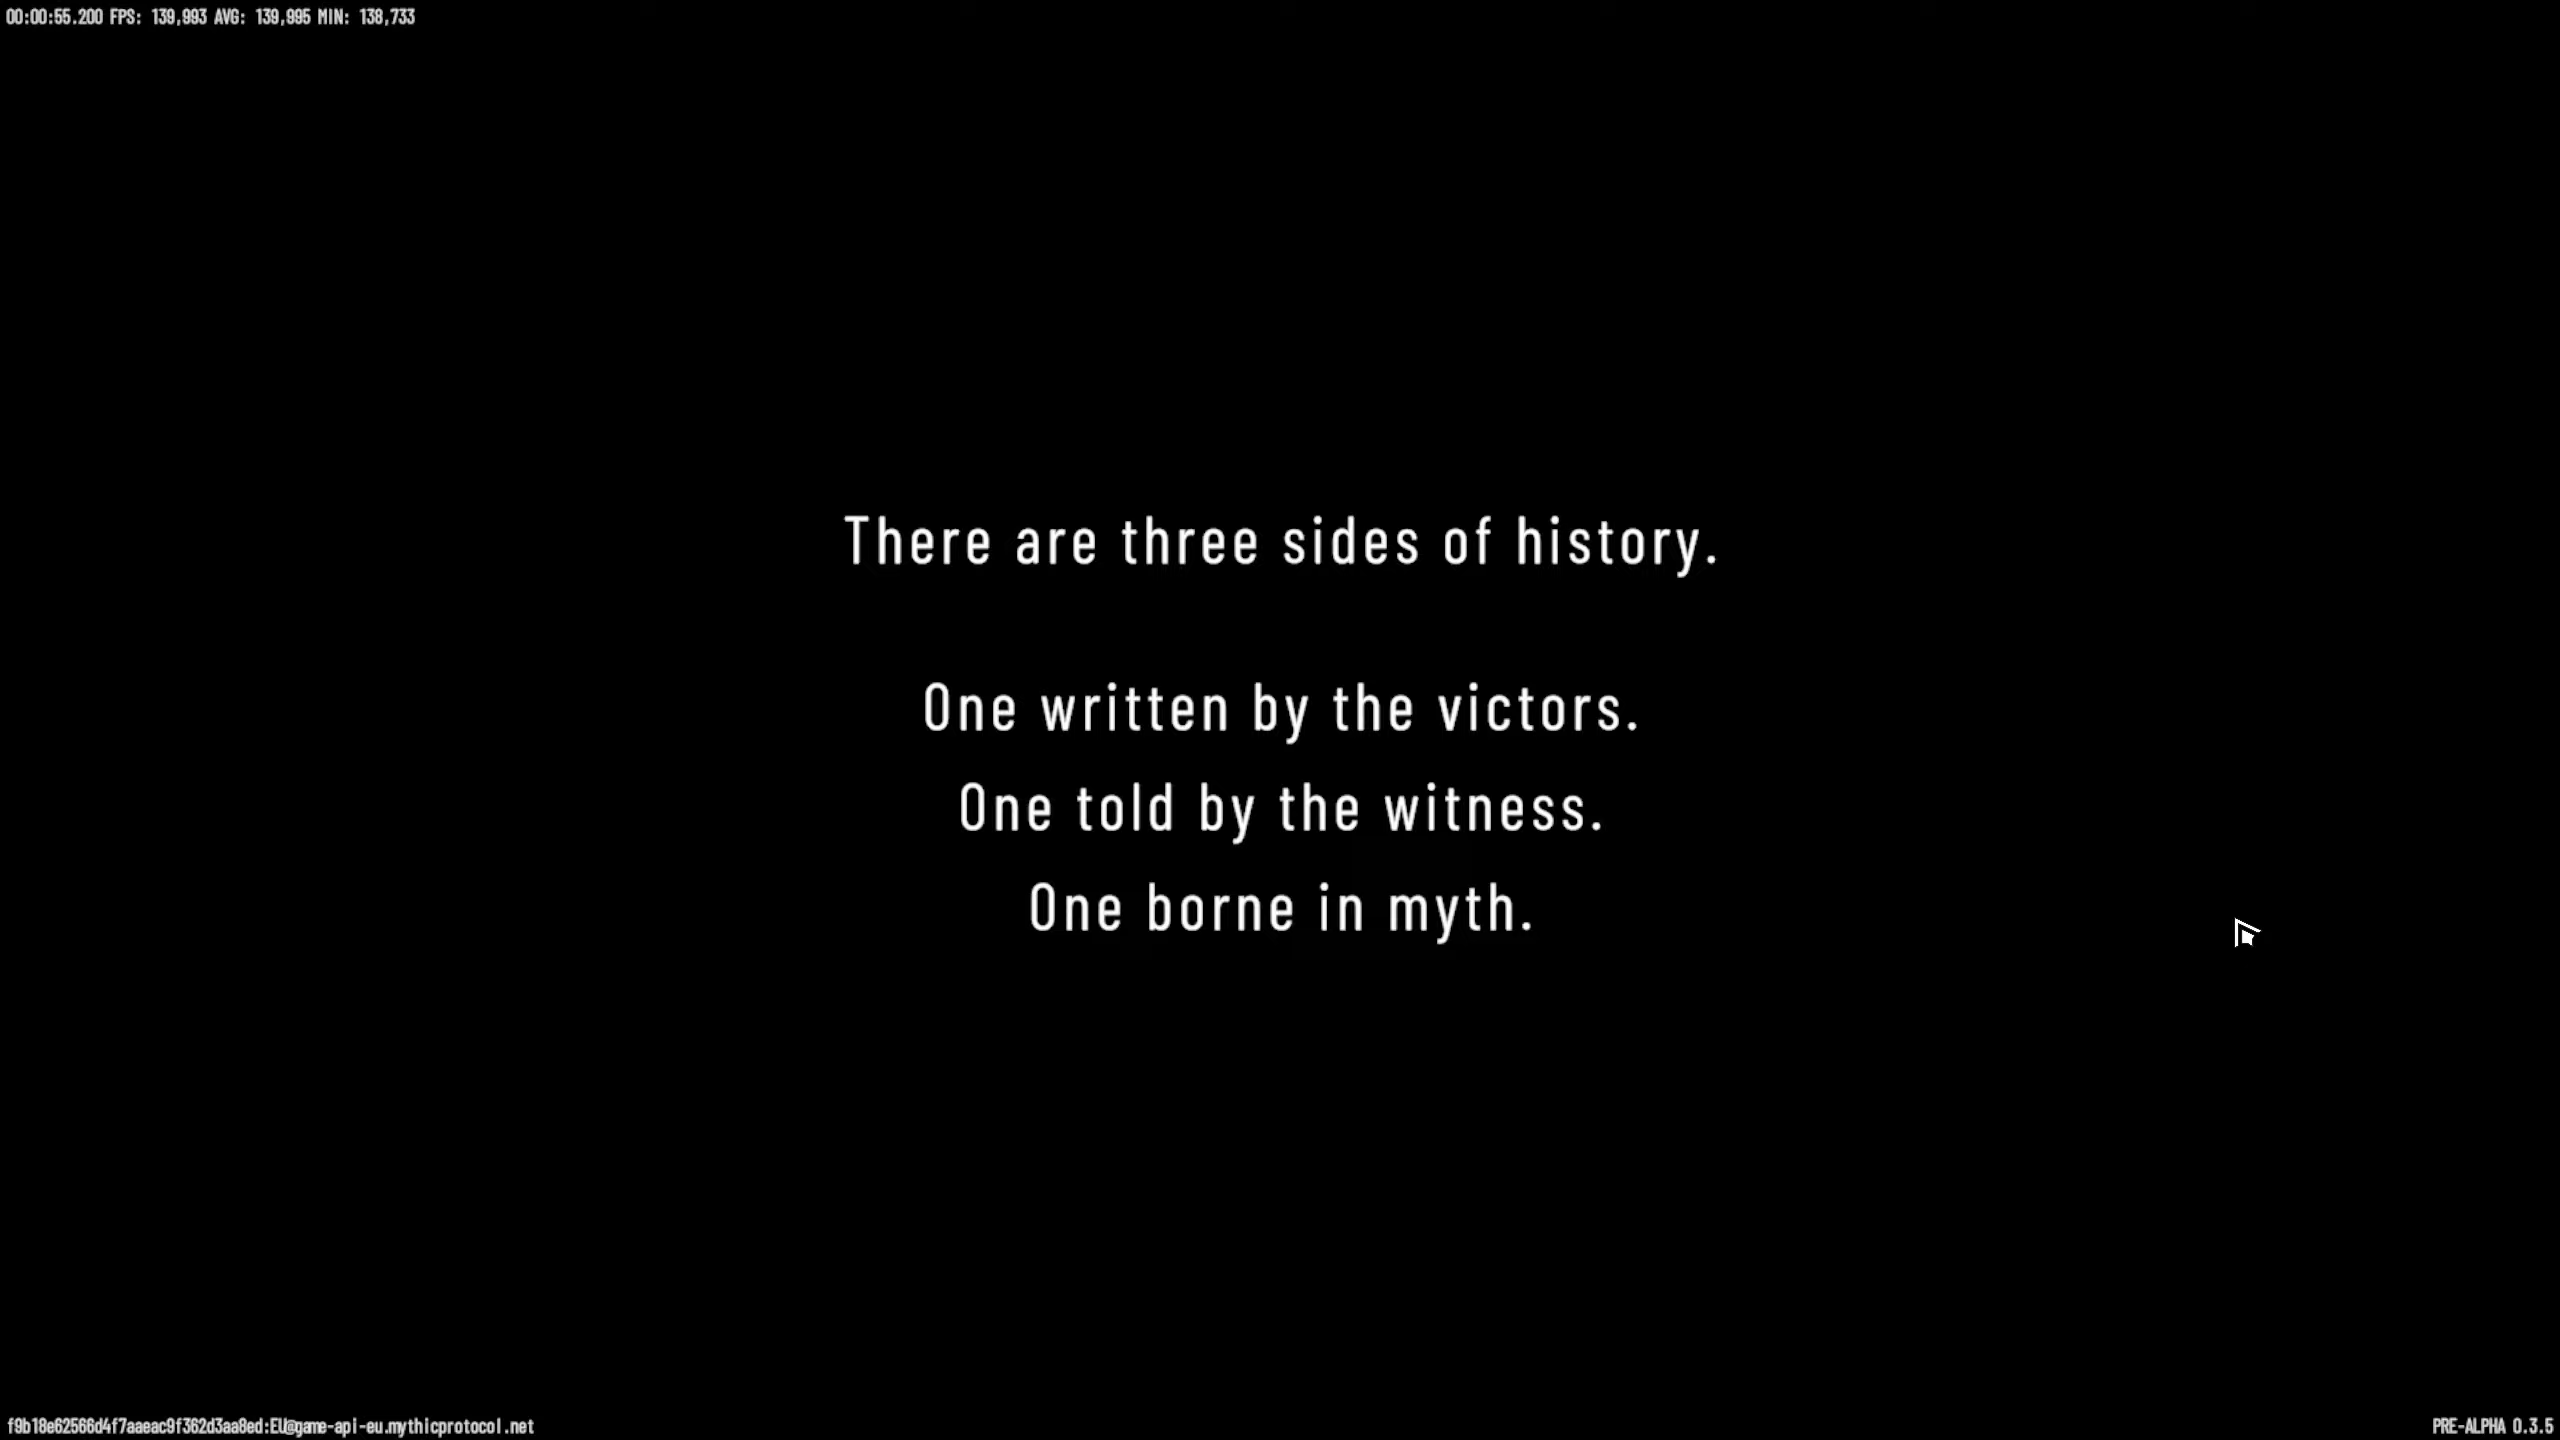 00:00:55.200 FPS: 139,993 AVG: 139,995 MIN: 138,733
There are three sides of history.
One written by the victors.
One told by the witness.
One borne in myth.
f9b18e62566d4f7aaeac9f362d3aa8ed:EU@game-api-eu.mythicprotocol.net
PRE-ALPHA 0.3.5